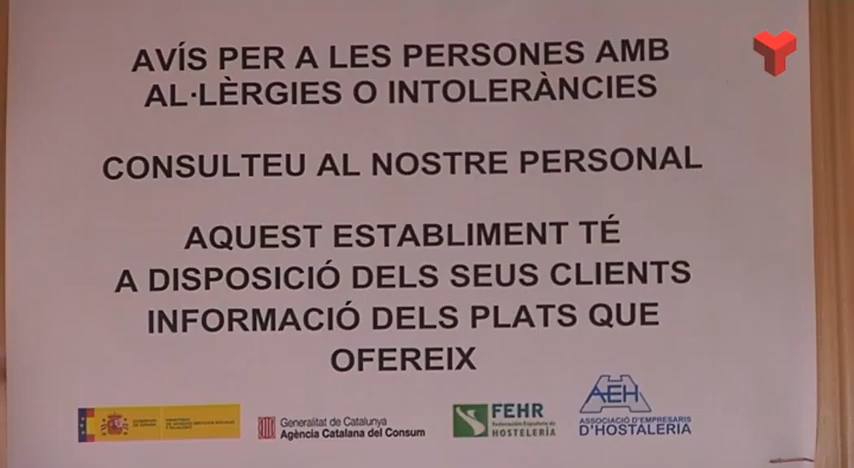 AVÍS PER A LES PERSONES AMB
AL·LÈRGIES O INTOLERÀNCIES
CONSULTEU AL NOSTRE PERSONAL
AQUEST ESTABLIMENT TÉ
A DISPOSICIÓ DELS SEUS CLIENTS
INFORMACIÓ DELS PLATS QUE
OFEREIX
Generalitat de Catalunya
Agència Catalana del Consum
FEHR
Federación Española de
HOSTELERÍA
AEH
ASSOCIACIÓ D'EMPRESARIS
D'HOSTALERIA